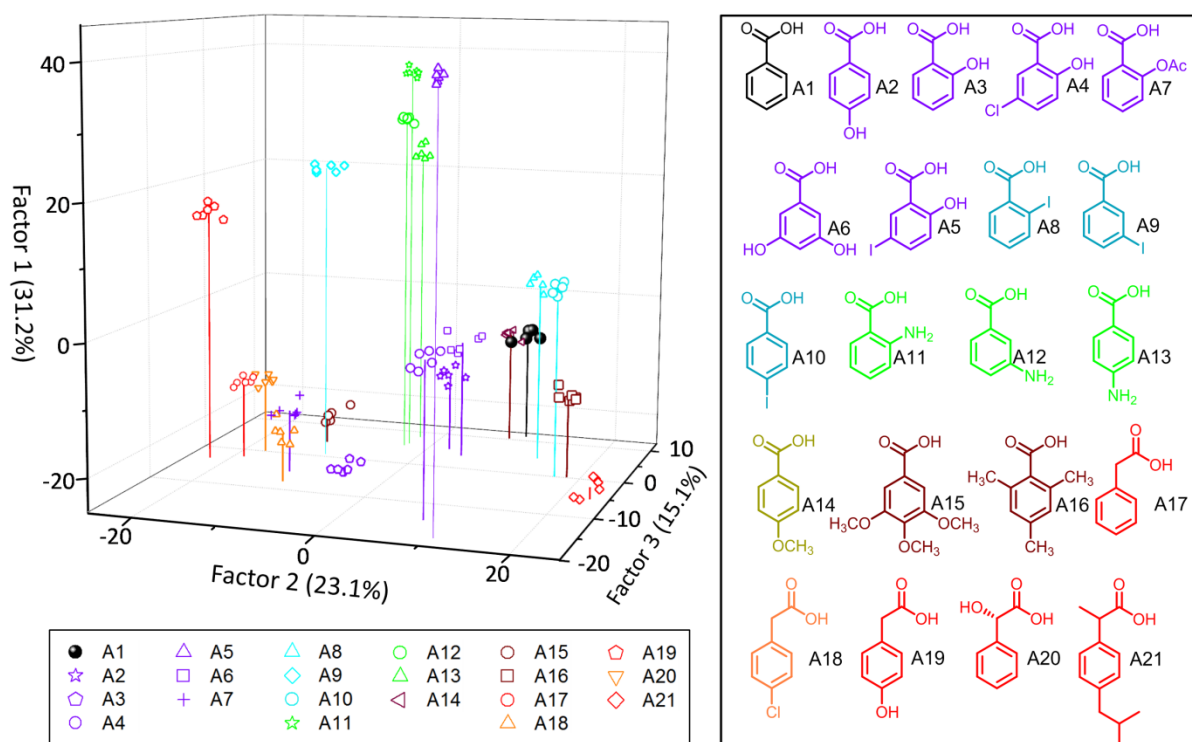 40
20
0
-20
Factor 1 (31.2%)
-20
0
20
Factor 2 (23.1%)
10
0
-10
-20
Factor 3 (15.1%)
A1 A5 A8 A12 A15 A19
A2 A6 A9 A13 A16 A20
A3 A7 A10 A14 A17 A21
A4 A11 A18
O OH A1
O OH OH A2
O OH OH A3
O OH OH Cl A4
O OH OAc A7
O OH HO OH A6
O OH OH I A5
O OH I A8
O OH I A9
O OH I A10
O OH NH₂ A11
O OH NH₂ A12
O OH NH₂ A13
O OH OCH₃ A14
O OH H₃CO OCH₃ OCH₃ A15
O OH H₃C CH₃ CH₃ A16
O OH A17
O OH Cl A18
O OH OH A19
HO O OH A20
O OH A21